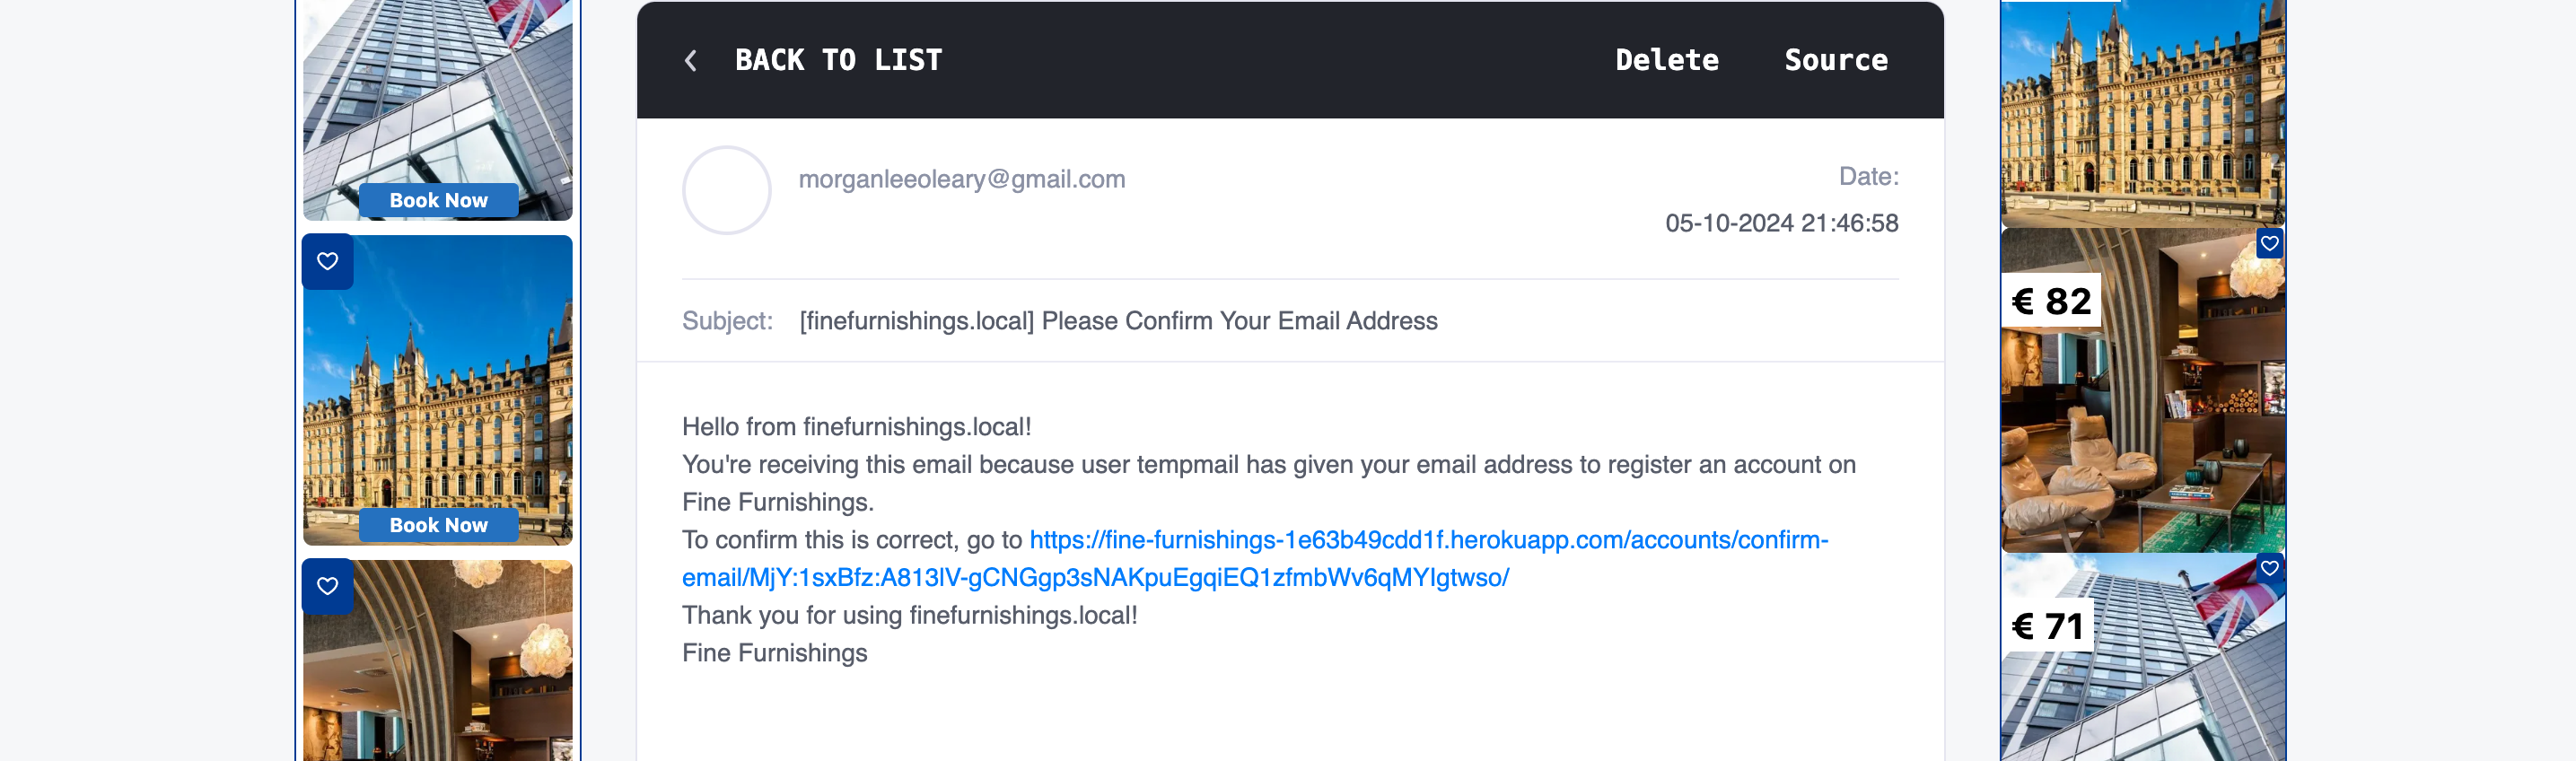 BACK TO LIST
Delete
Source
morganleeoleary@gmail.com
Date:
05-10-2024 21:46:58
Subject: [finefurnishings.local] Please Confirm Your Email Address
Hello from finefurnishings.local!
You're receiving this email because user tempmail has given your email address to register an account on
Fine Furnishings.
To confirm this is correct, go to https://fine-furnishings-1e63b49cdd1f.herokuapp.com/accounts/confirm-
email/MjY:1sxBfz:A813lV-gCNGgp3sNAKpuEgqiEQ1zfmbWv6qMYIgtwso/
Thank you for using finefurnishings.local!
Fine Furnishings
Book Now
Book Now
€ 82
€ 71